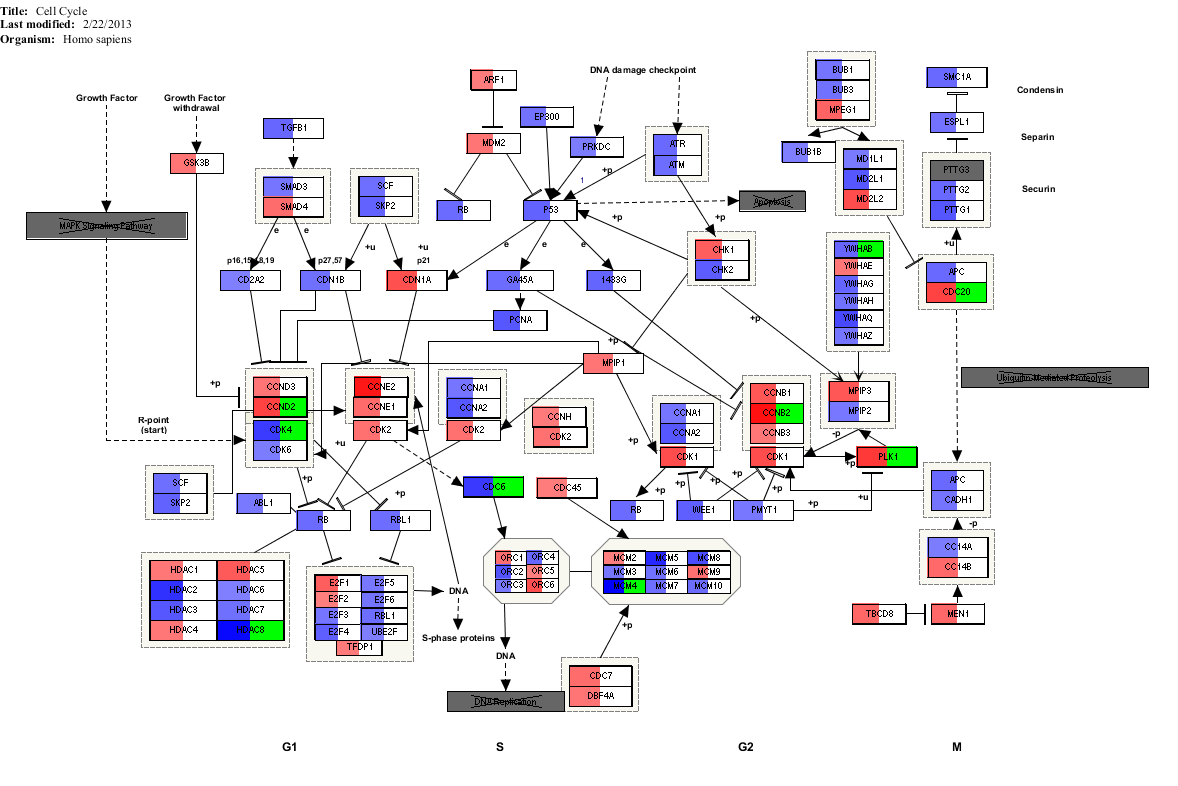 Title: Cell Cycle
Last modified: 2/22/2013
Organism: Homo sapiens
Growth Factor
Growth Factor
withdrawal
GSK3B
MAPK Signaling Pathway
TGFB1
SMAD3
SMAD4
e
e
SCF
SKP2
+u
+u
p16,15,18,19
p27,57
p21
CD2A2
CDN1B
CDN1A
ARF1
MDM2
RB
EP300
PRKDC
DNA damage checkpoint
ATR
ATM
+p
1
P53
Apoptosis
+p
+p
e
e
e
GA45A
1433G
PCNA
CHK1
CHK2
+p
+p
MPIP1
BUB1
BUB3
MPEG1
BUB1B
MD1L1
MD2L1
MD2L2
SMC1A
Condensin
ESPL1
Separin
PTTG3
PTTG2
PTTG1
Securin
+u
APC
CDC20
YWHAB
YWHAE
YWHAG
YWHAH
YWHAQ
YWHAZ
Ubiquitin Mediated Proteolysis
+p
R-point
(start)
CCND3
CCND2
CDK4
CDK6
+p
CCNE2
CCNE1
CDK2
+u
CCNA1
CCNA2
CDK2
CCNH
CDK2
CCNA1
CCNA2
CDK1
+p
CCNB1
CCNB2
CCNB3
CDK1
MPIP3
MPIP2
-p
+p
PLK1
+u
SCF
SKP2
ABL1
RB
RBL1
+p
CDC6
CDC45
RB
+p
WEE1
+p
PMYT1
+p
+p
+p
APC
CADH1
-p
CC14A
CC14B
TBCD8
MEN1
HDAC1
HDAC5
HDAC2
HDAC6
HDAC3
HDAC7
HDAC4
HDAC8
E2F1
E2F5
E2F2
E2F6
E2F3
RBL1
E2F4
UBE2F
TFDP1
DNA
S-phase proteins
ORC1
ORC4
ORC2
ORC5
ORC3
ORC6
MCM2
MCM5
MCM8
MCM3
MCM6
MCM9
MCM4
MCM7
MCM10
+p
DNA
DNA Replication
CDC7
DBF4A
G1
S
G2
M